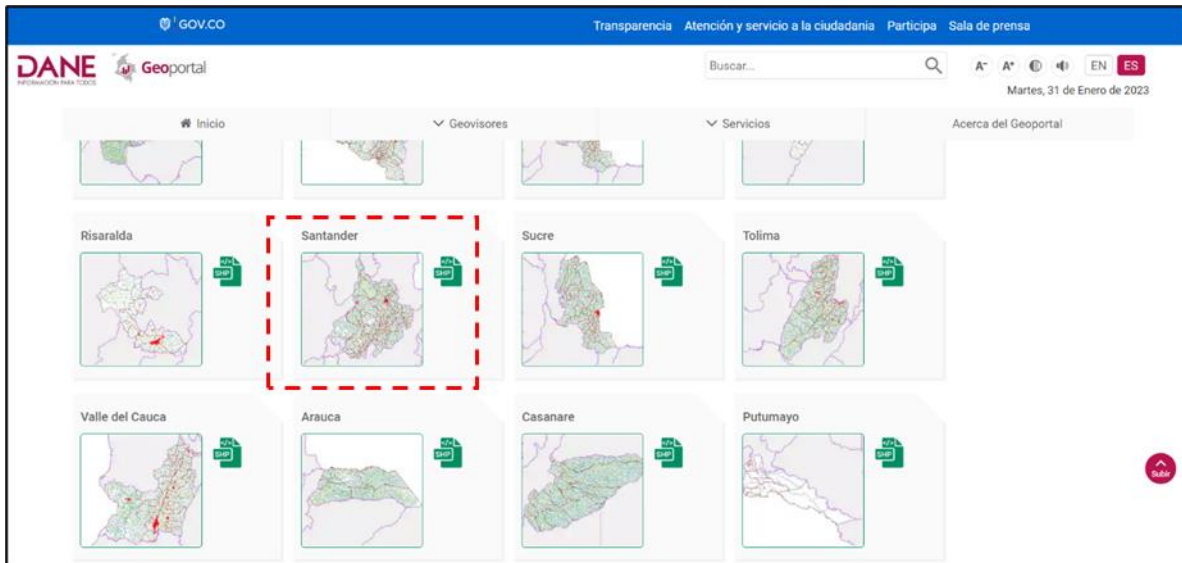 GOV.CO
Transparencia Atención y servicio a la ciudadania Participa Sala de prensa
DANE
INFORMACIÓN PARA TODOS
Geoportal
Buscar...
A- A+ EN ES
Martes, 31 de Enero de 2023
Inicio Geovisores Servicios Acerca del Geoportal
Risaralda Santander Sucre Tolima
</> </> </> </>
SHP SHP SHP SHP
Valle del Cauca Arauca Casanare Putumayo
</> </> </> </>
SHP SHP SHP SHP
Subir